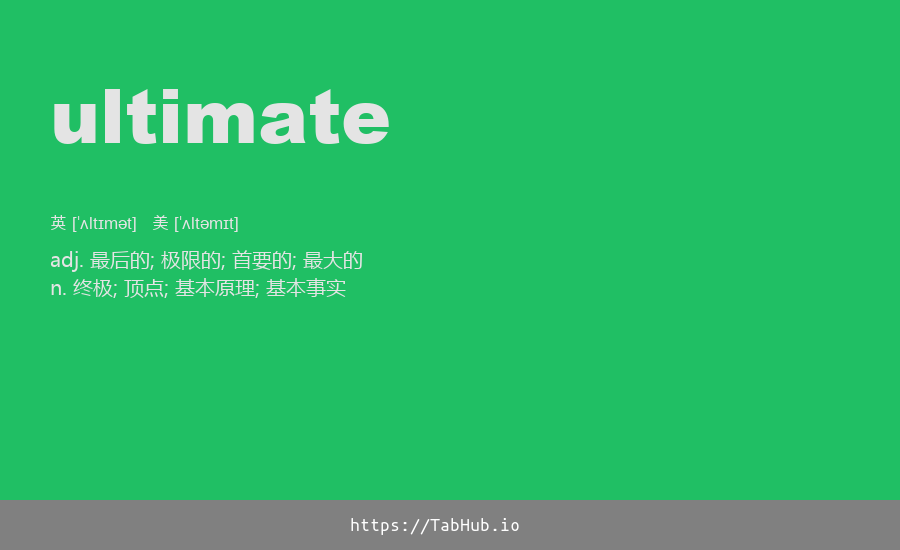 ultimate
英 [ˈʌltɪmət] 美 [ˈʌltəmɪt]
adj. 最后的; 极限的; 首要的; 最大的
n. 终极; 顶点; 基本原理; 基本事实
https://TabHub.io